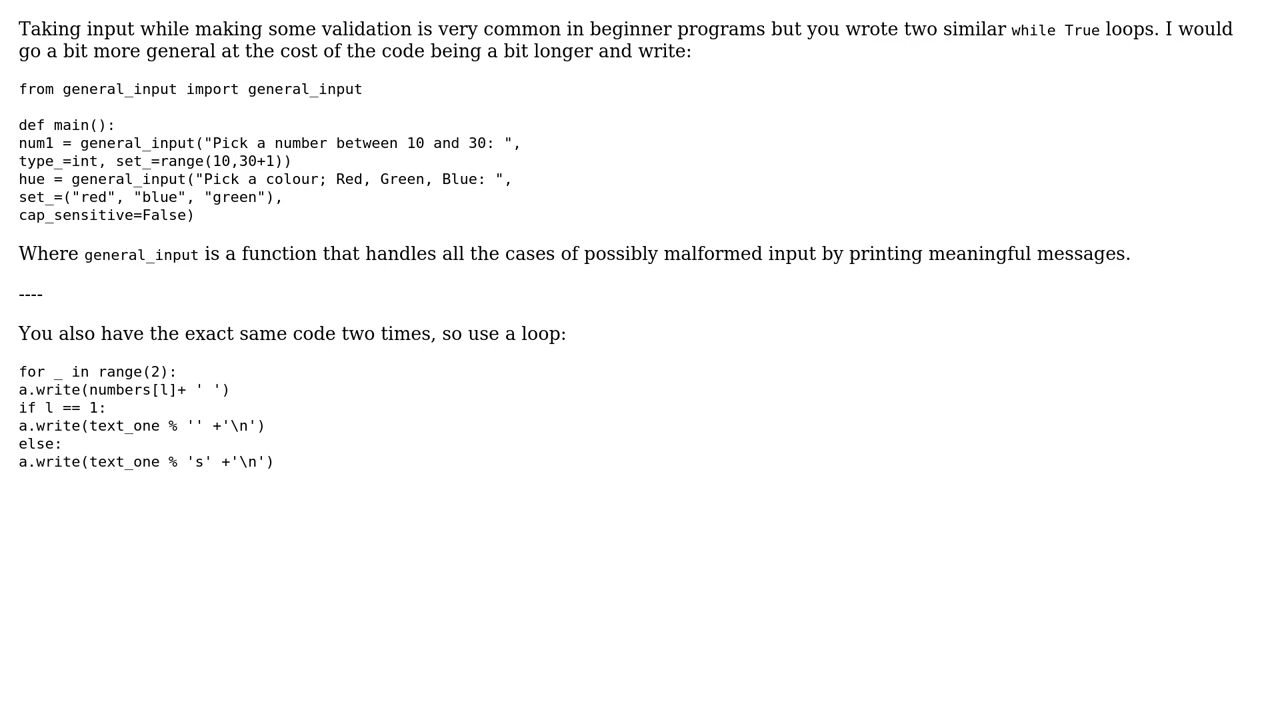 Taking input while making some validation is very common in beginner programs but you wrote two similar while True loops. I would
go a bit more general at the cost of the code being a bit longer and write:
from general_input import general_input
def main():
num1 = general_input("Pick a number between 10 and 30: ",
type_=int, set_=range(10,30+1))
hue = general_input("Pick a colour; Red, Green, Blue: ",
set_=("red", "blue", "green"),
cap_sensitive=False)
Where general_input is a function that handles all the cases of possibly malformed input by printing meaningful messages.
----
You also have the exact same code two times, so use a loop:
for _ in range(2):
a.write(numbers[l]+ ' ')
if l == 1:
a.write(text_one % '' +'\n')
else:
a.write(text_one % 's' +'\n')